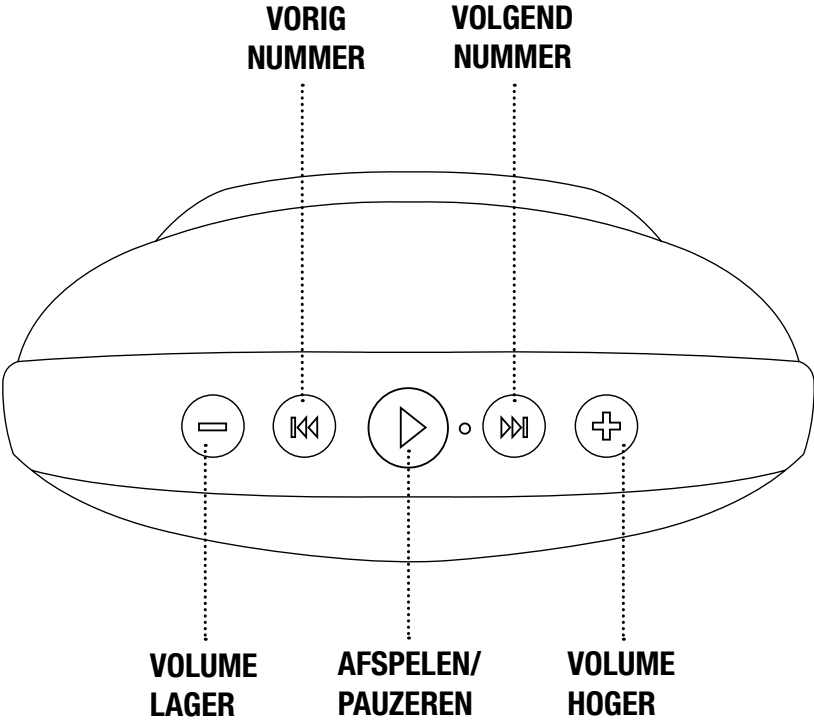 VORIG
NUMMER
VOLGEND
NUMMER
VOLUME
LAGER
AFSPELEN/
PAUZEREN
VOLUME
HOGER